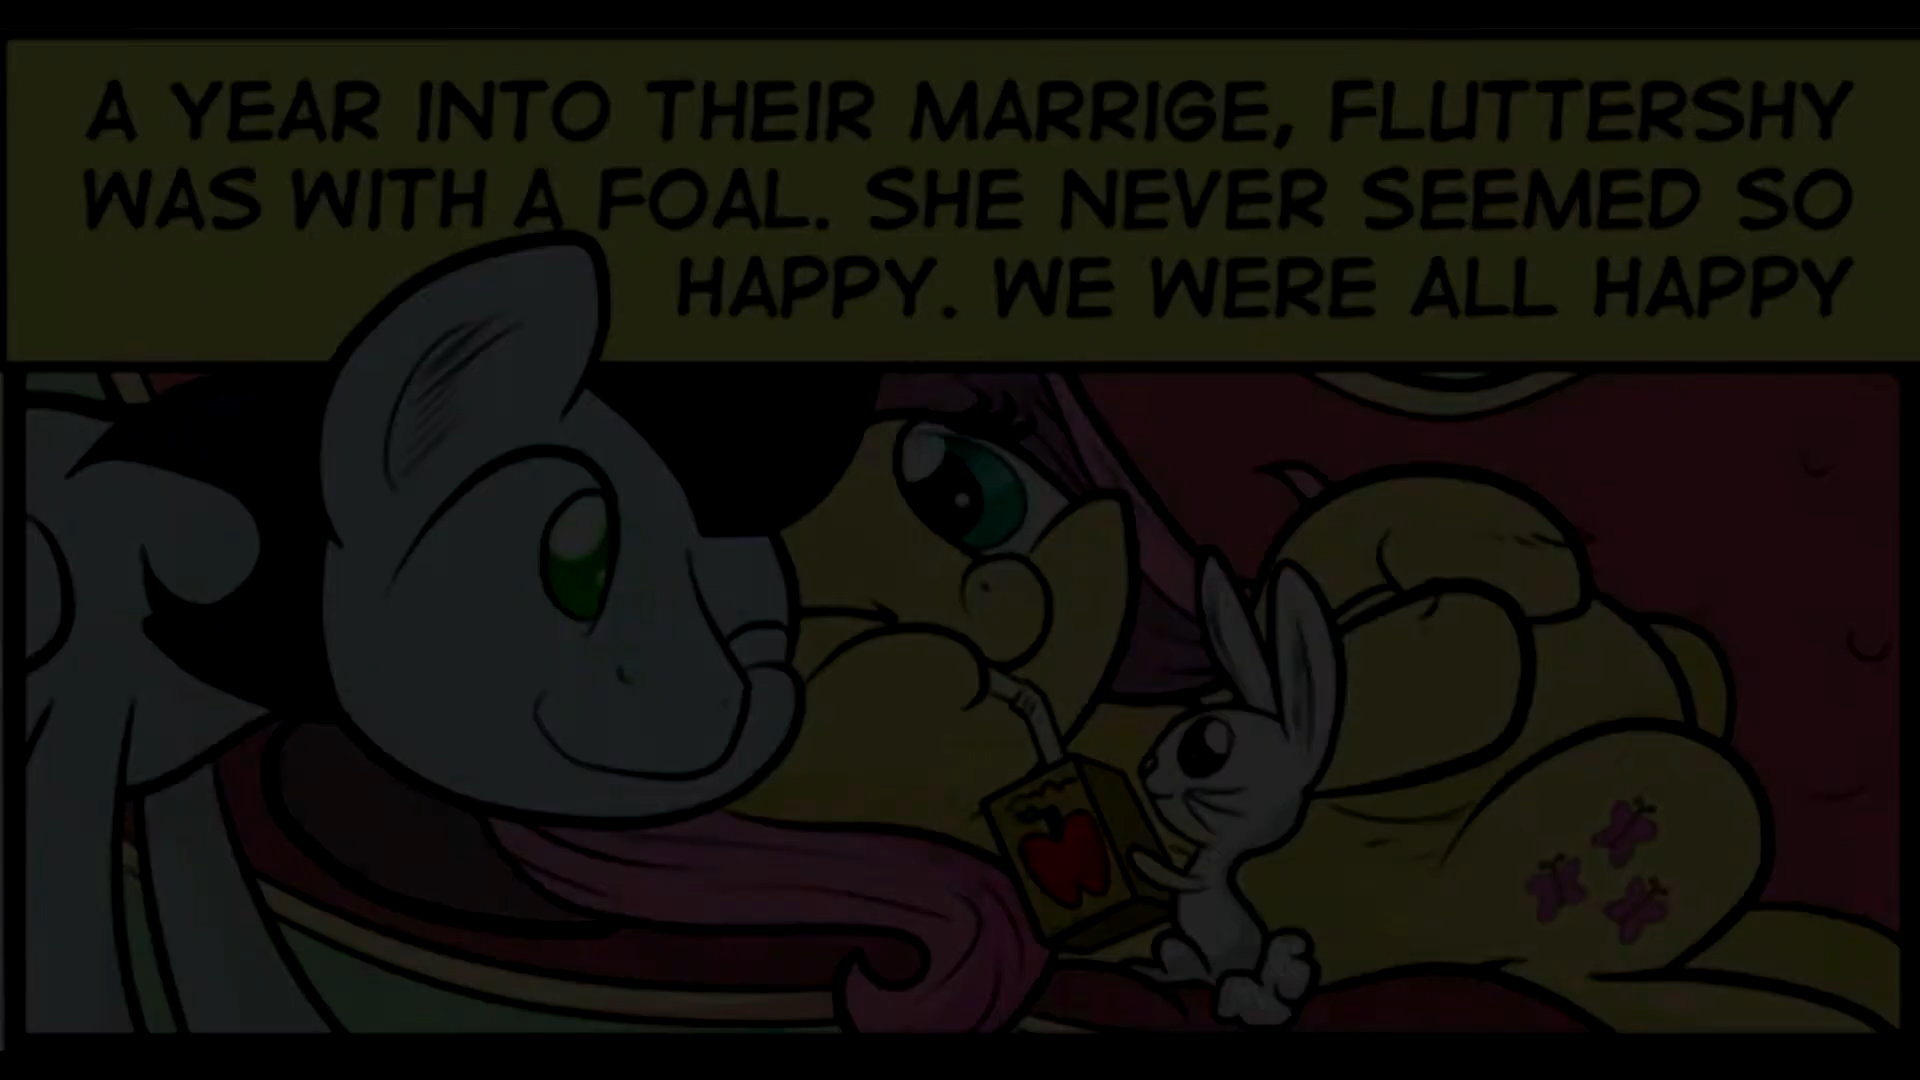 A YEAR INTO THEIR MARRIGE, FLUTTERSHY
WAS WITH A FOAL. SHE NEVER SEEMED SO
HAPPY. WE WERE ALL HAPPY